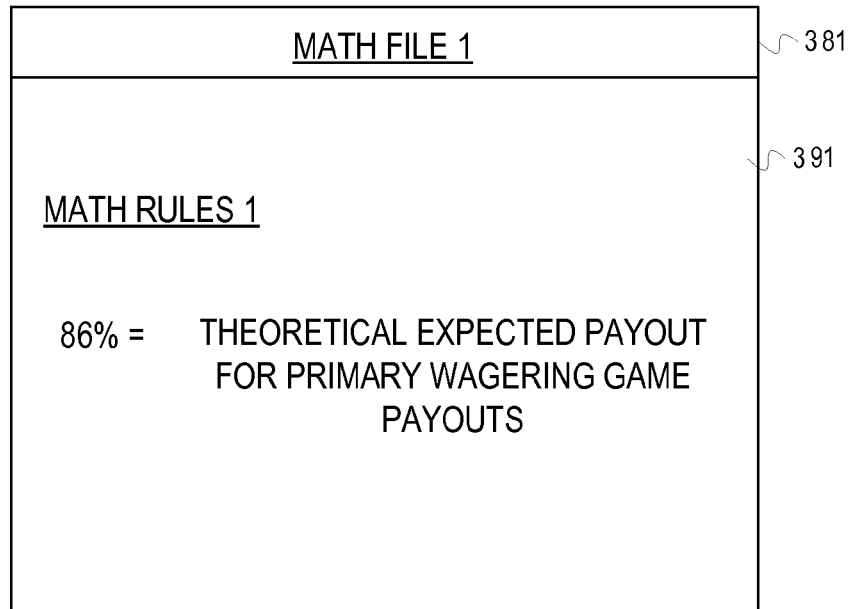 MATH FILE 1
381
391
MATH RULES 1
86% = THEORETICAL EXPECTED PAYOUT
FOR PRIMARY WAGERING GAME
PAYOUTS